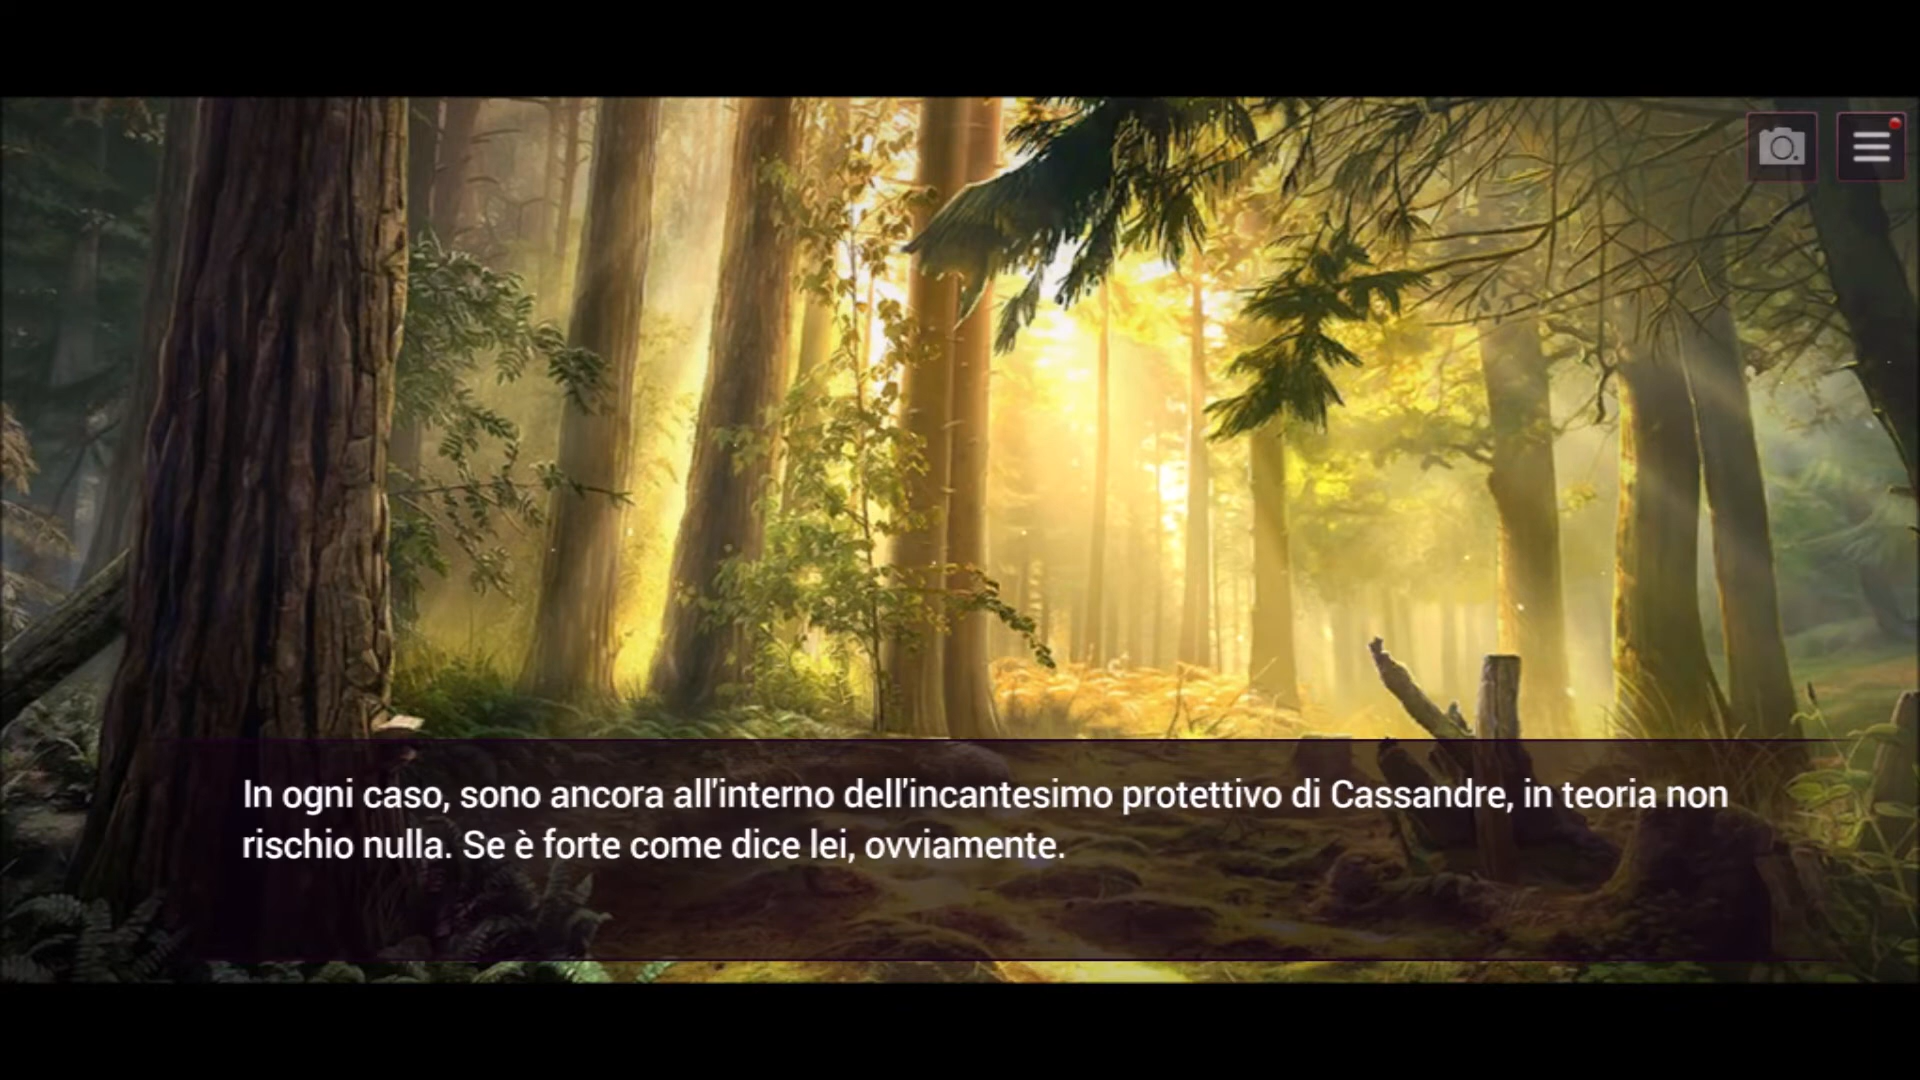 In ogni caso, sono ancora all'interno dell'incantesimo protettivo di Cassandre, in teoria non
rischio nulla. Se è forte come dice lei, ovviamente.